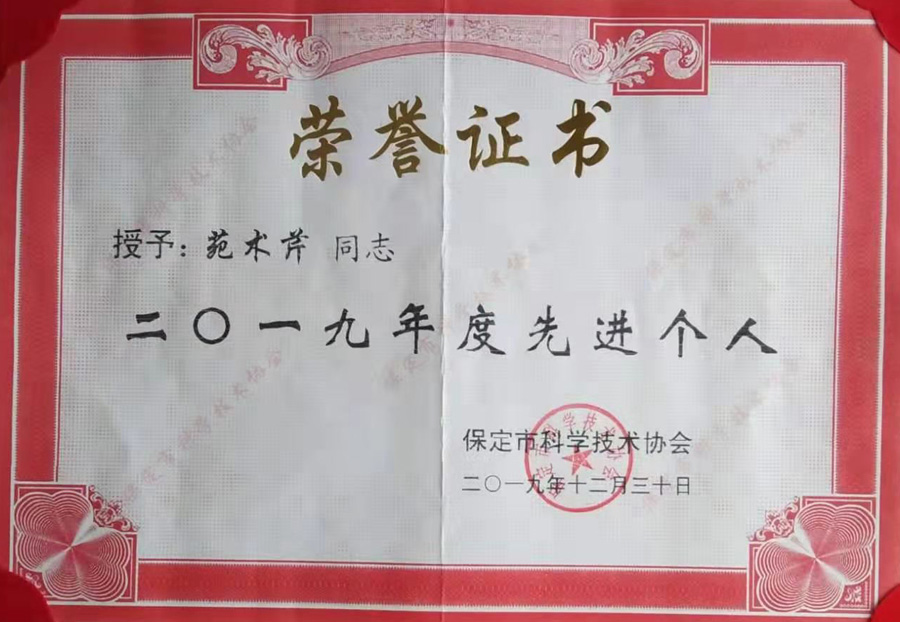 荣誉证书
授予：苑术芹 同志
二〇一九年度先进个人
保定市科学技术协会
二〇一九年十二月三十日